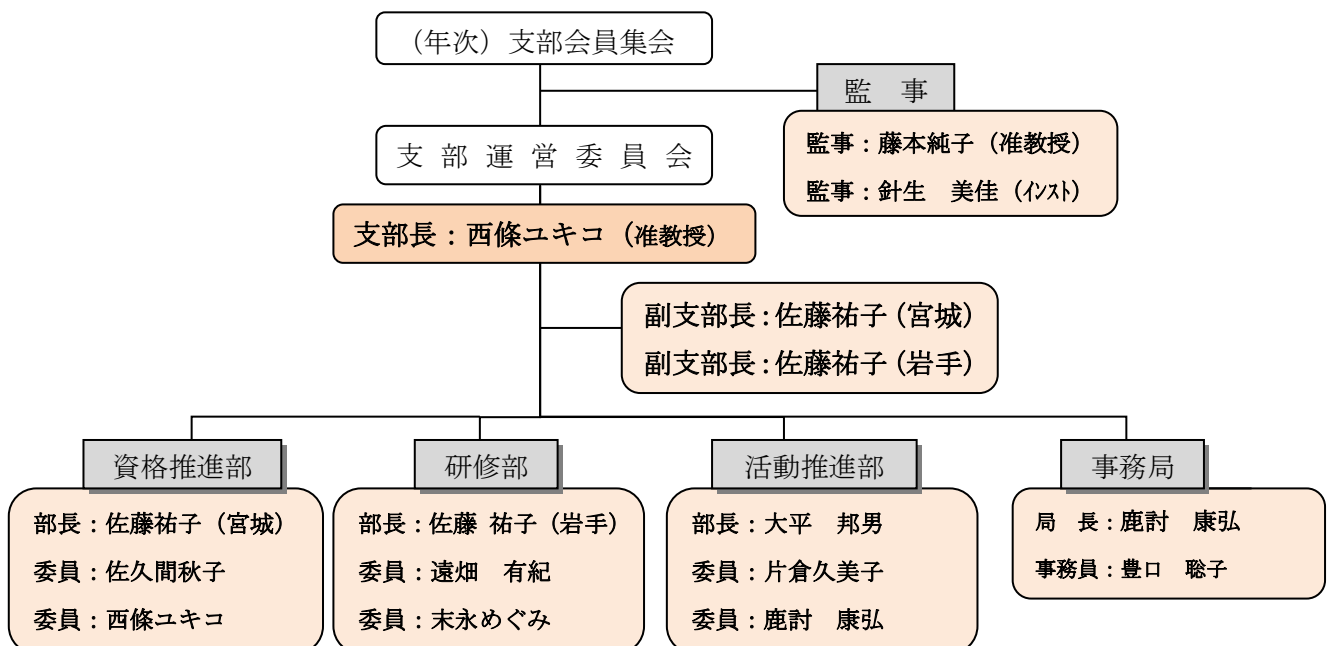 （年次）支部会員集会
監　事
監事：藤本純子（准教授）
監事：針生　美佳（ｲﾝｽﾄ）
支 部 運 営 委 員 会
支部長：西條ユキコ（准教授）
副支部長：佐藤祐子（宮城）
副支部長：佐藤祐子（岩手）
資格推進部
部長：佐藤祐子（宮城）
委員：佐久間秋子
委員：西條ユキコ
研修部
部長：佐藤 祐子（岩手）
委員：遠畑　有紀
委員：末永めぐみ
活動推進部
部長：大平　邦男
委員：片倉久美子
委員：鹿討　康弘
事務局
局　長：鹿討　康弘
事務員：豊口　聡子